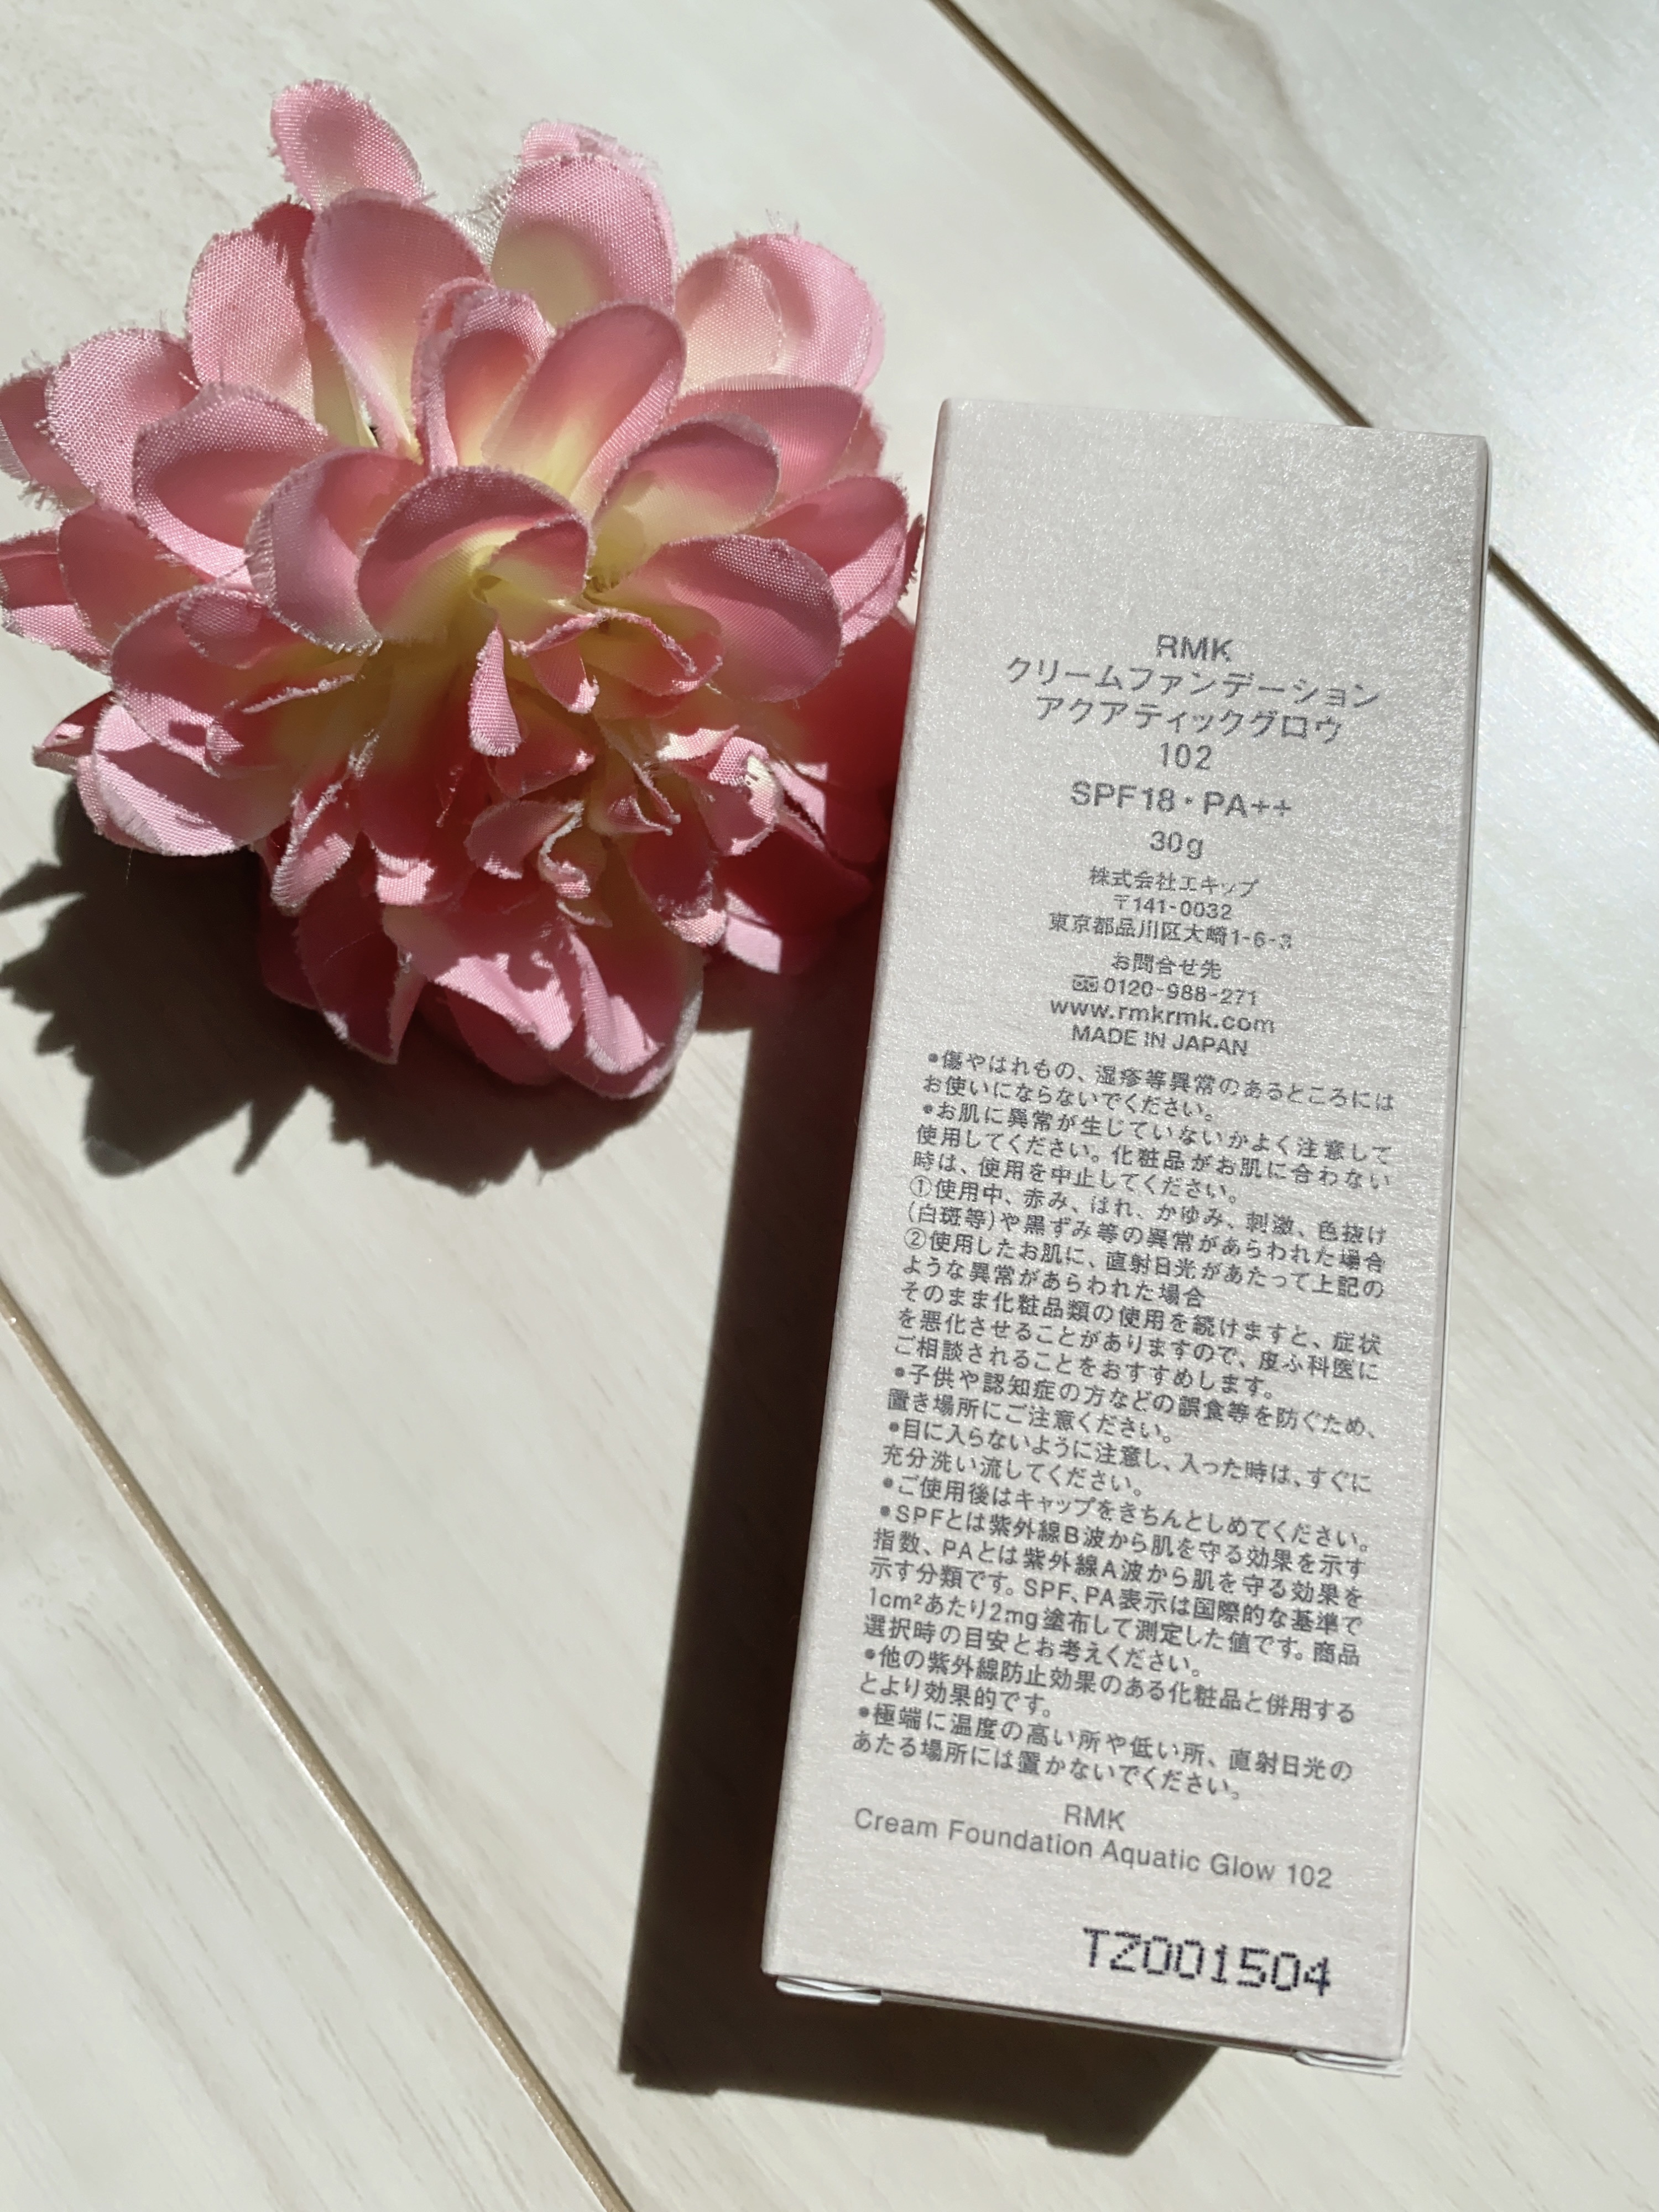 RMK
クリームファンデーション
アクアティックグロウ
102
SPF18・PA++
30g
株式会社エキップ
〒141-0032
東京都品川区大崎1-6-3
お問合せ先
0120-988-271
www.rmkrmk.com
MADE IN JAPAN
●傷やはれもの、湿疹等異常のあるところには
お使いにならないでください。
●お肌に異常が生じていないかよく注意して
使用してください。化粧品がお肌に合わない
時は、使用を中止してください。
①使用中、赤み、はれ、かゆみ、刺激、色抜け
(白斑等)や黒ずみ等の異常があらわれた場合
②使用したお肌に、直射日光があたって上記の
ような異常があらわれた場合
そのまま化粧品類の使用を続けますと、症状
を悪化させることがありますので、皮ふ科医に
ご相談されることをおすすめします。
●子供や認知症の方などの誤食等を防ぐため、
置き場所にご注意ください。
●目に入らないように注意し、入った時は、すぐに
充分洗い流してください。
●ご使用後はキャップをきちんとしめてください。
●SPFとは紫外線B波から肌を守る効果を示す
指数、PAとは紫外線A波から肌を守る効果を
示す分類です。SPF、PA表示は国際的な基準で
1cm²あたり2mg塗布して測定した値です。商品
選択時の目安とお考えください。
●他の紫外線防止効果のある化粧品と併用する
とより効果的です。
●極端に温度の高い所や低い所、直射日光の
あたる場所には置かないでください。
RMK
Cream Foundation Aquatic Glow 102
TZ001504